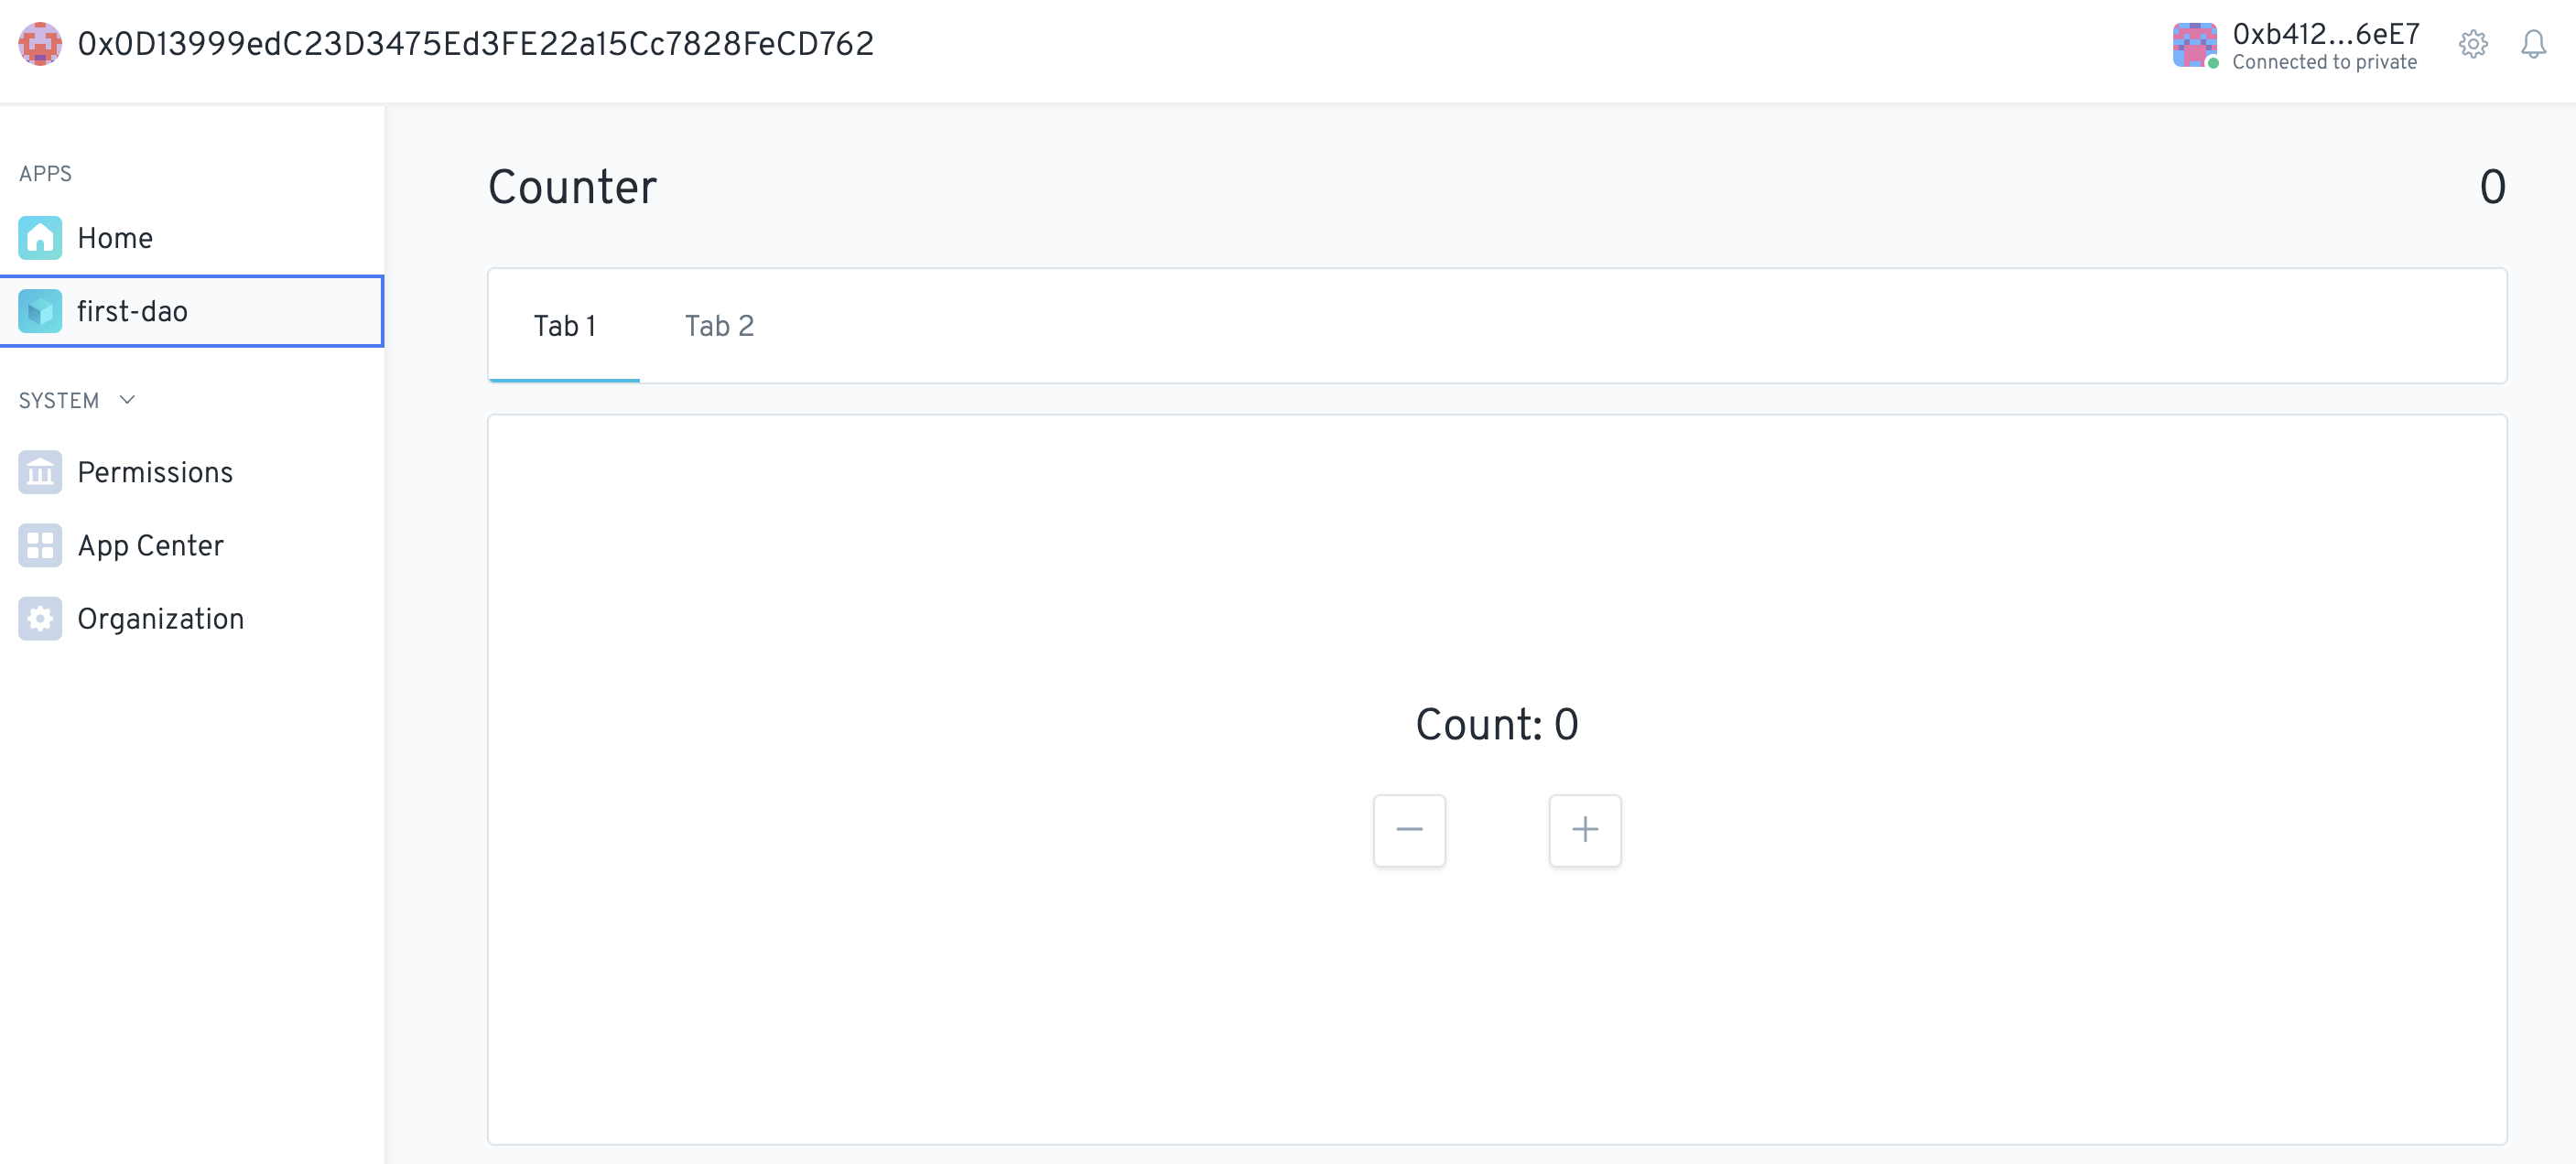 0x0D13999edC23D3475Ed3FE22a15Cc7828FeCD762
0xb412...6eE7
Connected to private
APPS
Home
first-dao
SYSTEM
Permissions
App Center
Organization
Counter
0
Tab 1
Tab 2
Count: 0